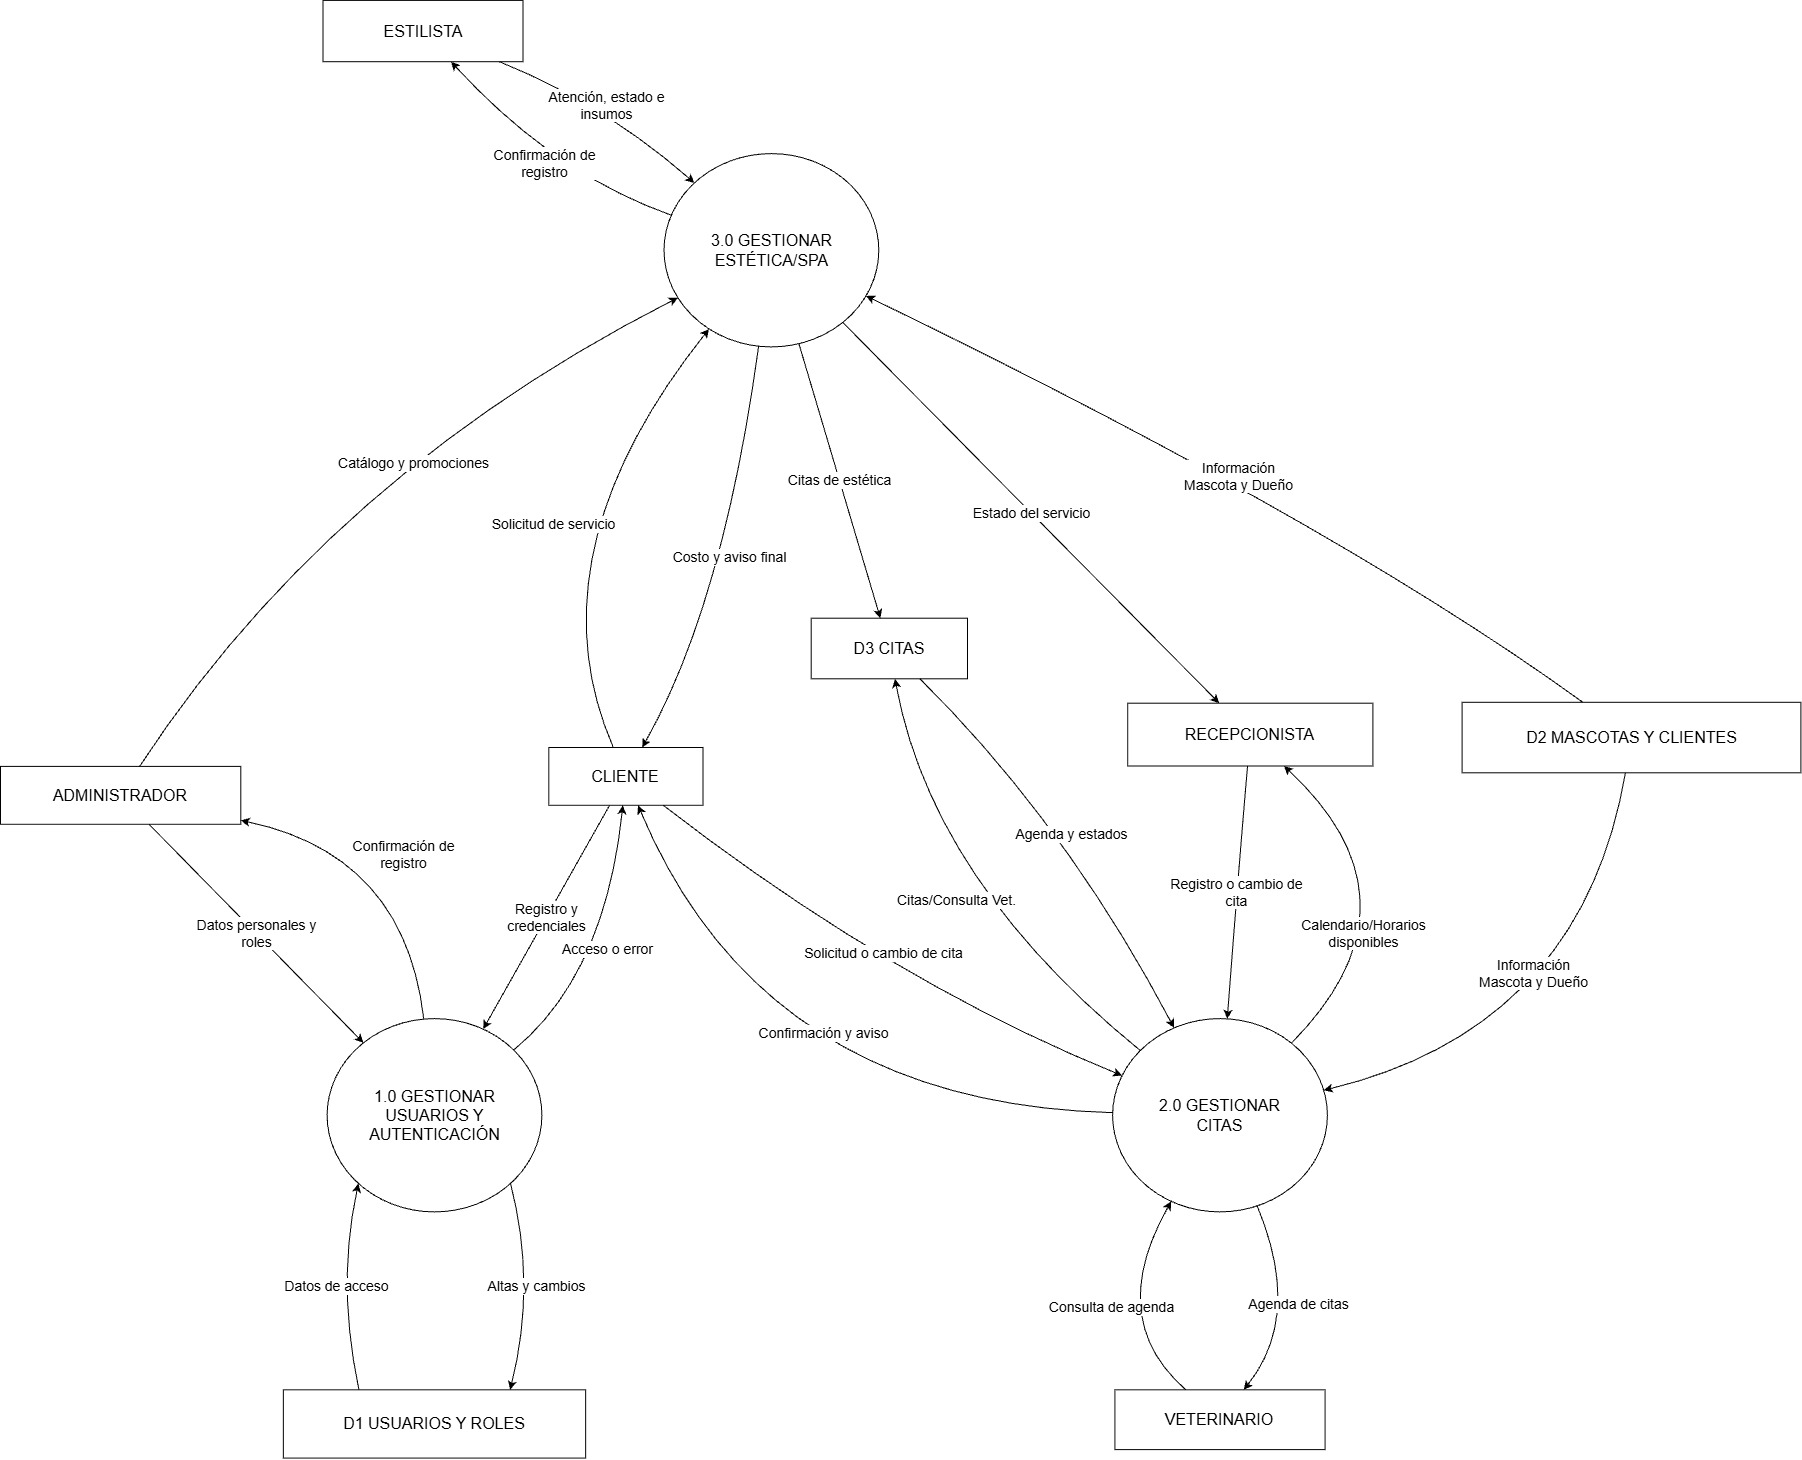 ESTILISTA
Atención, estado e
insumos
Confirmación de
registro
3.0 GESTIONAR
ESTÉTICA/SPA
Catálogo y promociones
Información
Mascota y Dueño
Citas de estética
Estado del servicio
Solicitud de servicio
Costo y aviso final
D3 CITAS
RECEPCIONISTA
D2 MASCOTAS Y CLIENTES
CLIENTE
ADMINISTRADOR
Agenda y estados
Confirmación de
registro
Registro o cambio de
cita
Citas/Consulta Vet.
Registro y
credenciales
Datos personales y
roles
Calendario/Horarios
disponibles
Acceso o error
Solicitud o cambio de cita
Información
Mascota y Dueño
Confirmación y aviso
1.0 GESTIONAR
USUARIOS Y
AUTENTICACIÓN
2.0 GESTIONAR
CITAS
Datos de acceso
Altas y cambios
Consulta de agenda
Agenda de citas
D1 USUARIOS Y ROLES
VETERINARIO